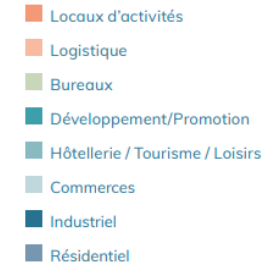 Locaux d'activités
Logistique
Bureaux
Développement/Promotion
Hôtellerie / Tourisme / Loisirs
Commerces
Industriel
Résidentiel